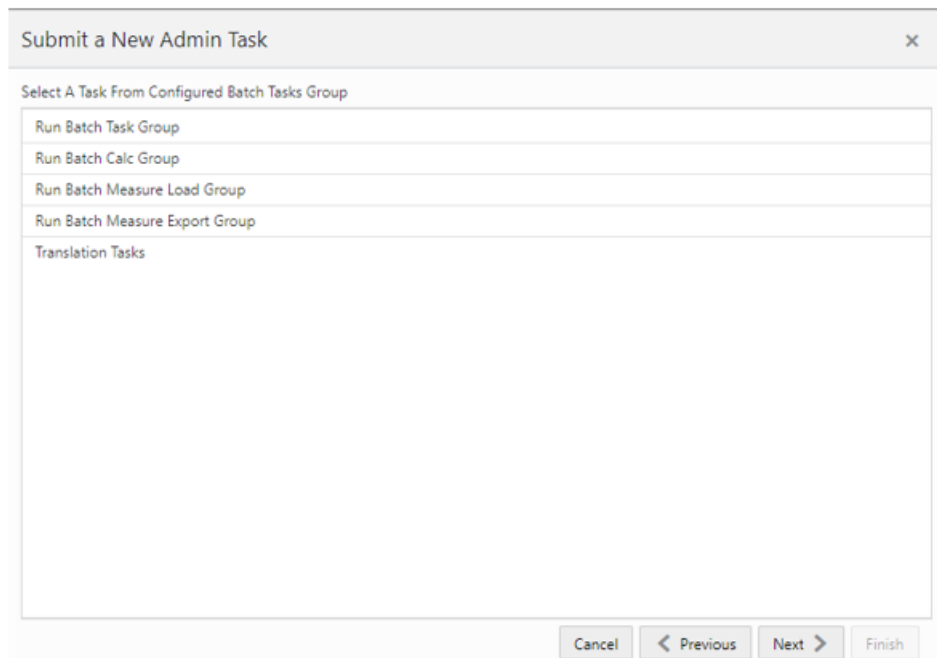 Submit a New Admin Task
Select A Task From Configured Batch Tasks Group
Run Batch Task Group
Run Batch Calc Group
Run Batch Measure Load Group
Run Batch Measure Export Group
Translation Tasks
Cancel Previous Next Finish